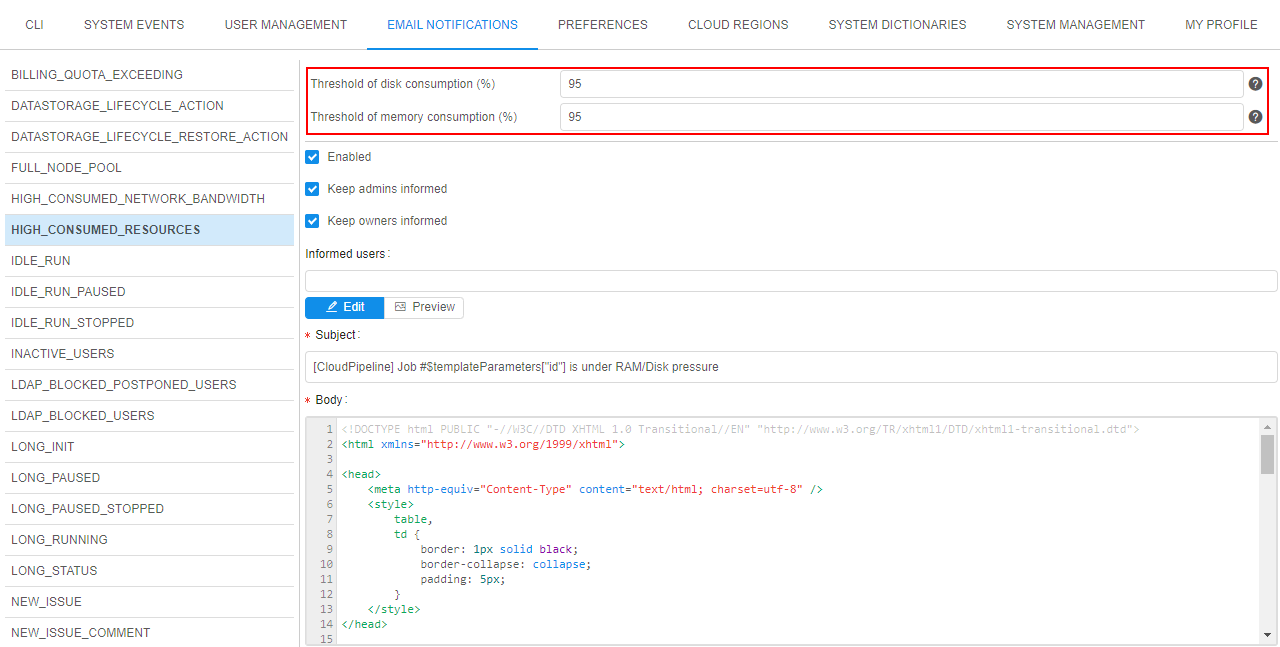 CLI SYSTEM EVENTS USER MANAGEMENT EMAIL NOTIFICATIONS PREFERENCES CLOUD REGIONS SYSTEM DICTIONARIES SYSTEM MANAGEMENT MY PROFILE
BILLING_QUOTA_EXCEEDING
DATASTORAGE_LIFECYCLE_ACTION
DATASTORAGE_LIFECYCLE_RESTORE_ACTION
FULL_NODE_POOL
HIGH_CONSUMED_NETWORK_BANDWIDTH
HIGH_CONSUMED_RESOURCES
IDLE_RUN
IDLE_RUN_PAUSED
IDLE_RUN_STOPPED
INACTIVE_USERS
LDAP_BLOCKED_POSTPONED_USERS
LDAP_BLOCKED_USERS
LONG_INIT
LONG_PAUSED
LONG_PAUSED_STOPPED
LONG_RUNNING
LONG_STATUS
NEW_ISSUE
NEW_ISSUE_COMMENT
Threshold of disk consumption (%) 95 ?
Threshold of memory consumption (%) 95 ?
Enabled
Keep admins informed
Keep owners informed
Informed users:
Edit Preview
* Subject:
[CloudPipeline] Job #$templateParameters["id"] is under RAM/Disk pressure
* Body:
1 <!DOCTYPE html PUBLIC "-//W3C//DTD XHTML 1.0 Transitional//EN" "http://www.w3.org/TR/xhtml1/DTD/xhtml1-transitional.dtd">
2 <html xmlns="http://www.w3.org/1999/xhtml">
3
4 <head>
5 <meta http-equiv="Content-Type" content="text/html; charset=utf-8" />
6 <style>
7 table,
8 td {
9 border: 1px solid black;
10 border-collapse: collapse;
11 padding: 5px;
12 }
13 </style>
14 </head>
15